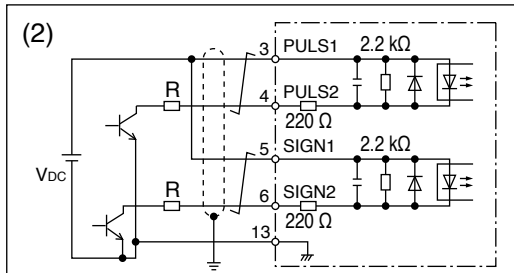 (2)
3 PULS1 2.2 kΩ
R
4 PULS2
220 Ω
5 SIGN1 2.2 kΩ
VDC
R
6 SIGN2
220 Ω
13